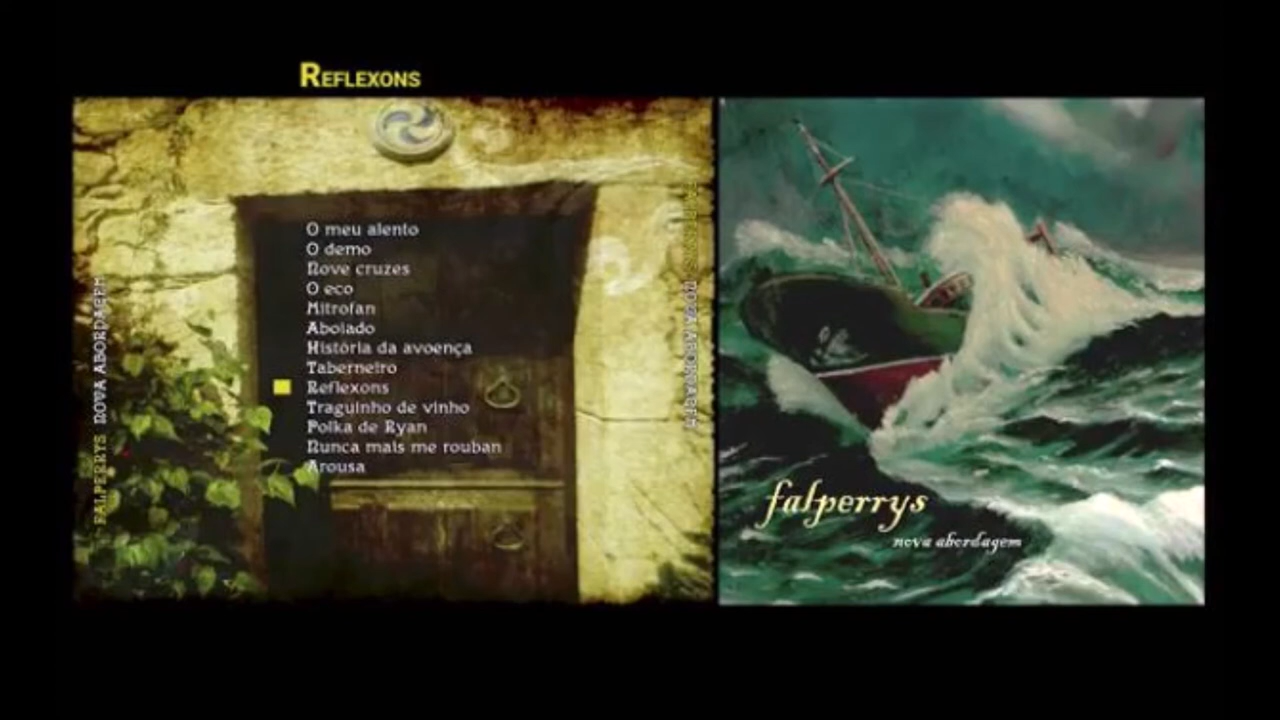 Reflexons
O meu alento
O demo
Nove cruzes
O eco
Mitrofan
Aboiado
História da avoença
Taberneiro
Reflexons
Traguinho de vinho
Polka de Ryan
Nunca mais me rouban
Arousa
FALPERRYS NOVA ABORDAGEM
FALPERRYS NOVA ABORDAGEM
falperrys
nova abordagem